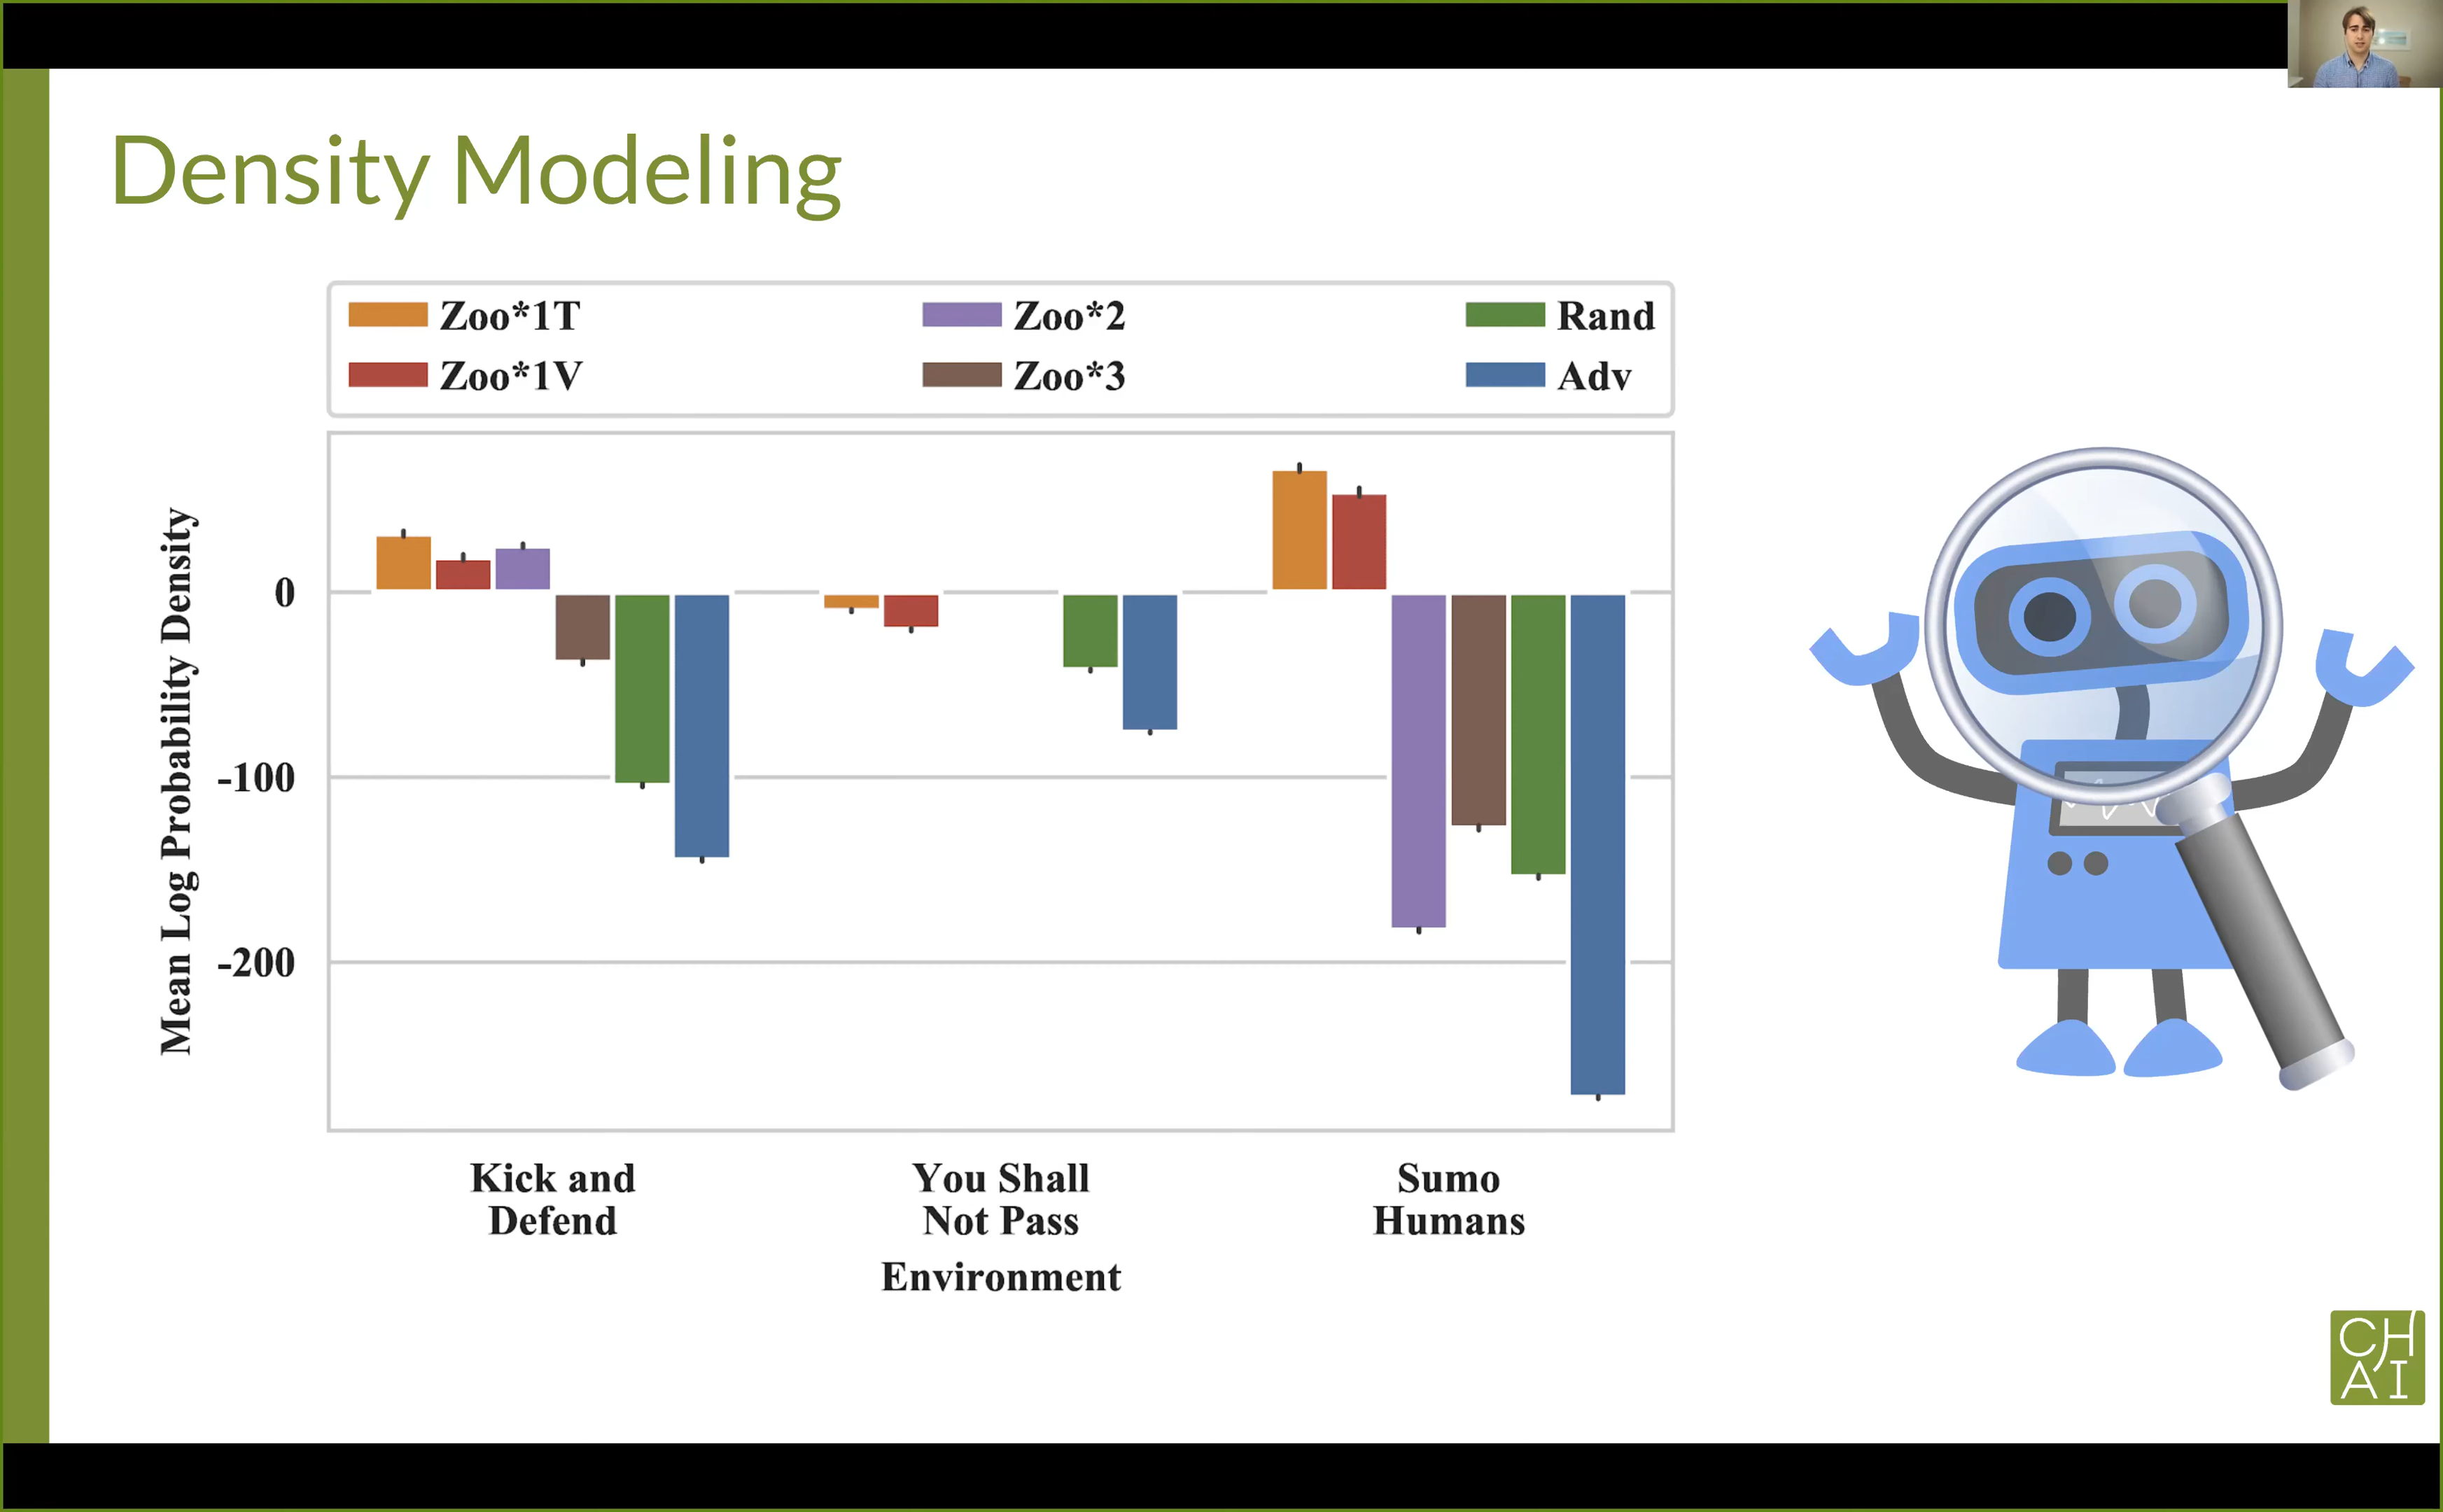 Density Modeling
Zoo*1T
Zoo*2
Rand
Zoo*1V
Zoo*3
Adv
Mean Log Probability Density
0
-100
-200
Kick and
Defend
You Shall
Not Pass
Sumo
Humans
Environment
CH
AI